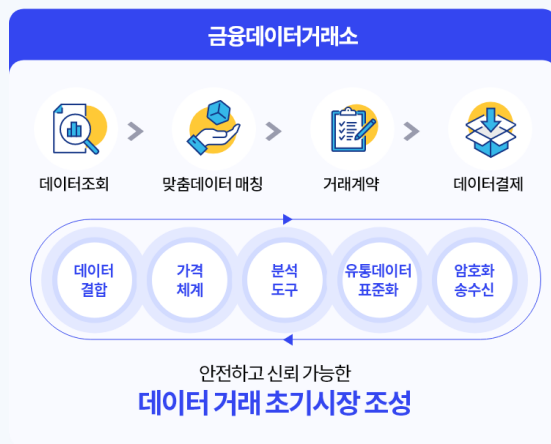 금융데이터거래소
데이터조회
맞춤데이터 매칭
거래계약
데이터결제
데이터
결합
가격
체계
분석
도구
유통데이터
표준화
암호화
송수신
안전하고 신뢰 가능한
데이터 거래 초기시장 조성